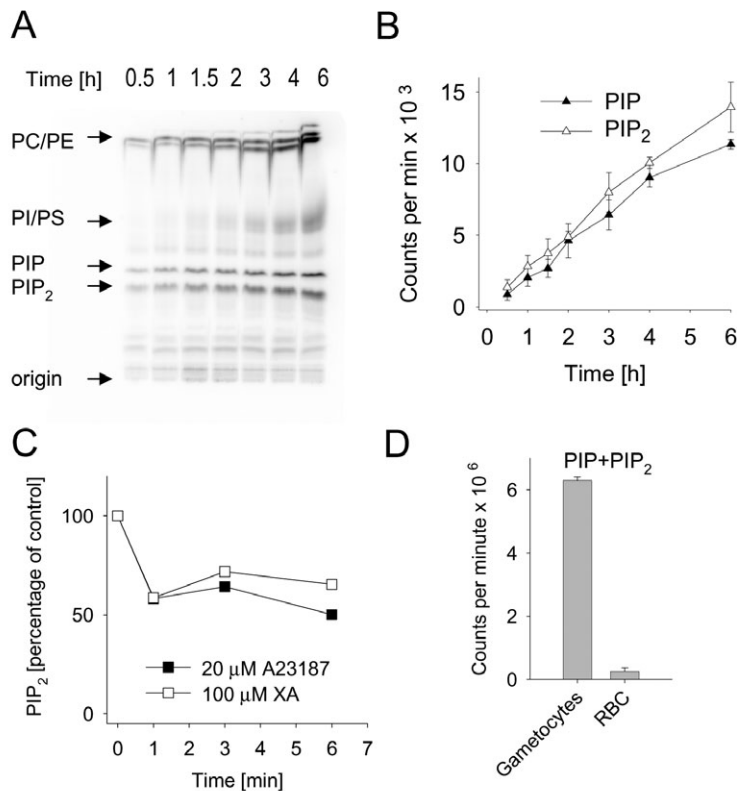 A
Time [h] 0.5 1 1.5 2 3 4 6
PC/PE
PI/PS
PIP
PIP2
origin
B
Counts per min x 10 3
15
10
5
0
PIP
PIP2
0 1 2 3 4 5 6
Time [h]
C
PIP2 [percentage of control]
100
50
0
20 µM A23187
100 µM XA
0 1 2 3 4 5 6 7
Time [min]
D
Counts per minute x 10 6
PIP+PIP2
6
4
2
0
Gametocytes
RBC